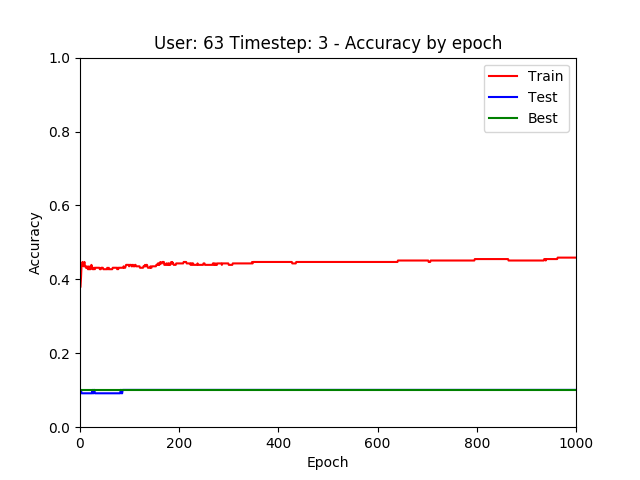 User: 63 Timestep: 3 - Accuracy by epoch
1.0
0.8
0.6
0.4
0.2
0.0
Accuracy
Train
Test
Best
0 200 400 600 800 1000
Epoch